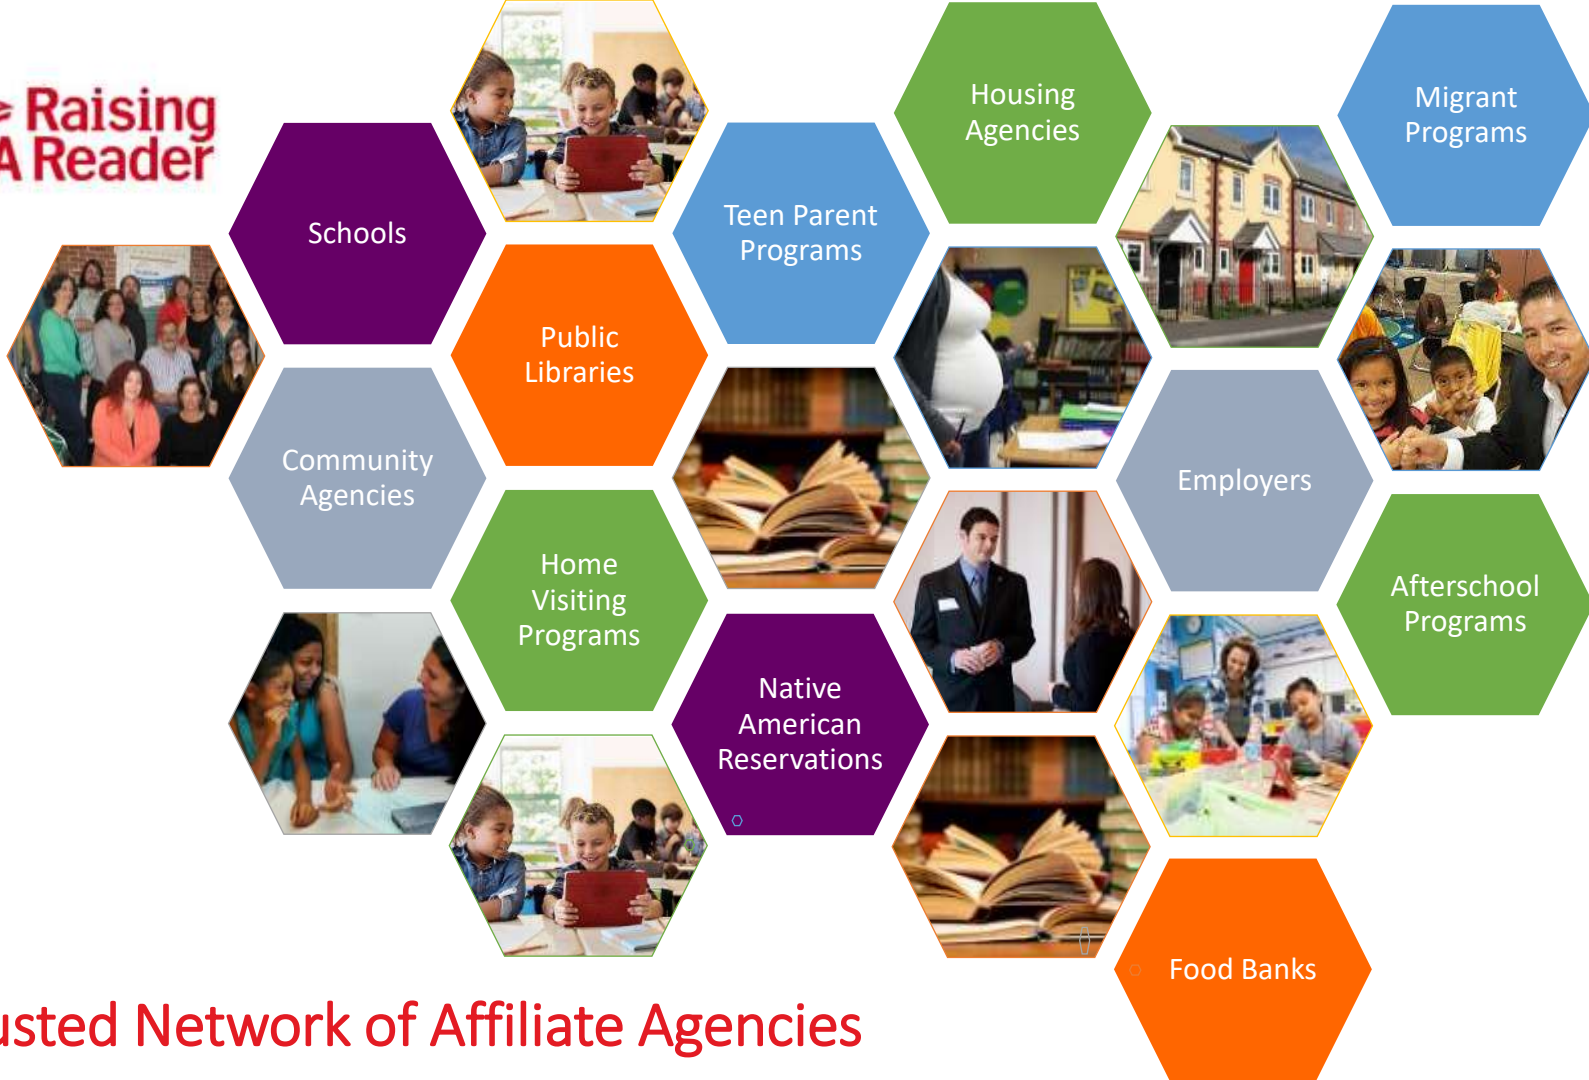 Raising
A Reader
Housing
Agencies
Migrant
Programs
Schools
Teen Parent
Programs
Public
Libraries
Community
Agencies
Employers
Home
Visiting
Programs
Afterschool
Programs
Native
American
Reservations
Food Banks
usted Network of Affiliate Agencies